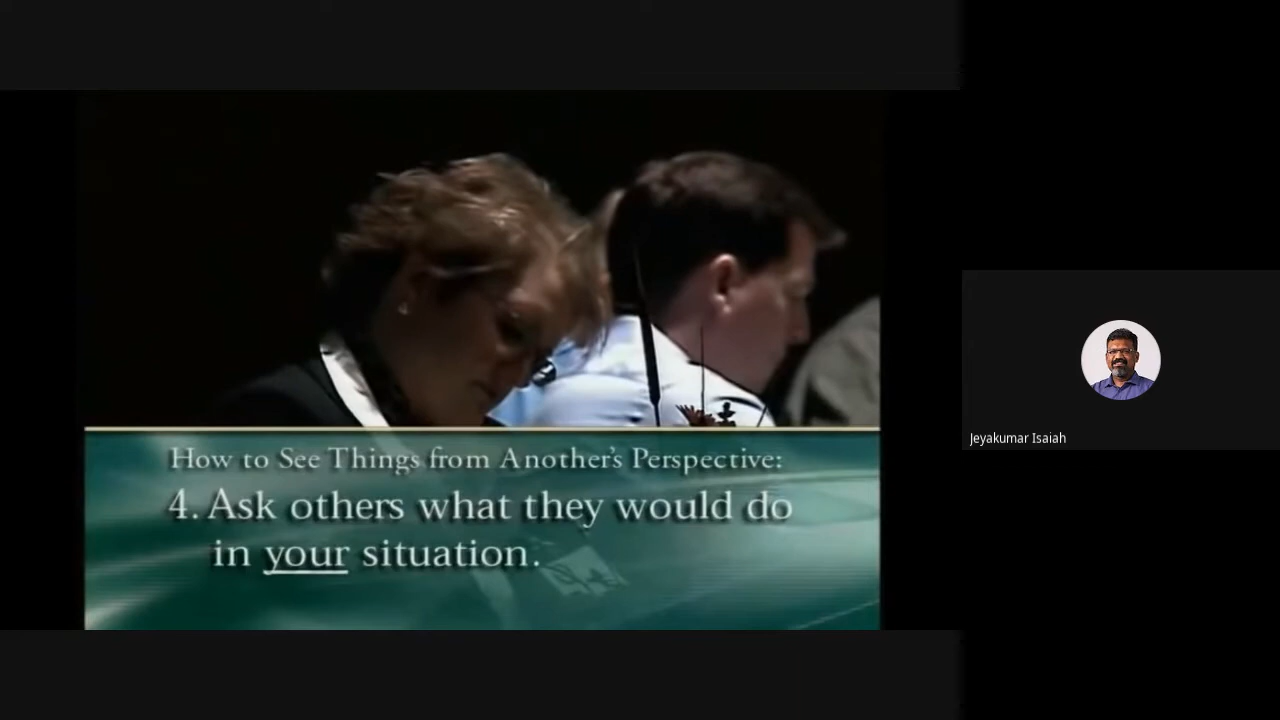 How to See Things from Another's Perspective:
4. Ask others what they would do
in your situation.
Jeyakumar Isaiah